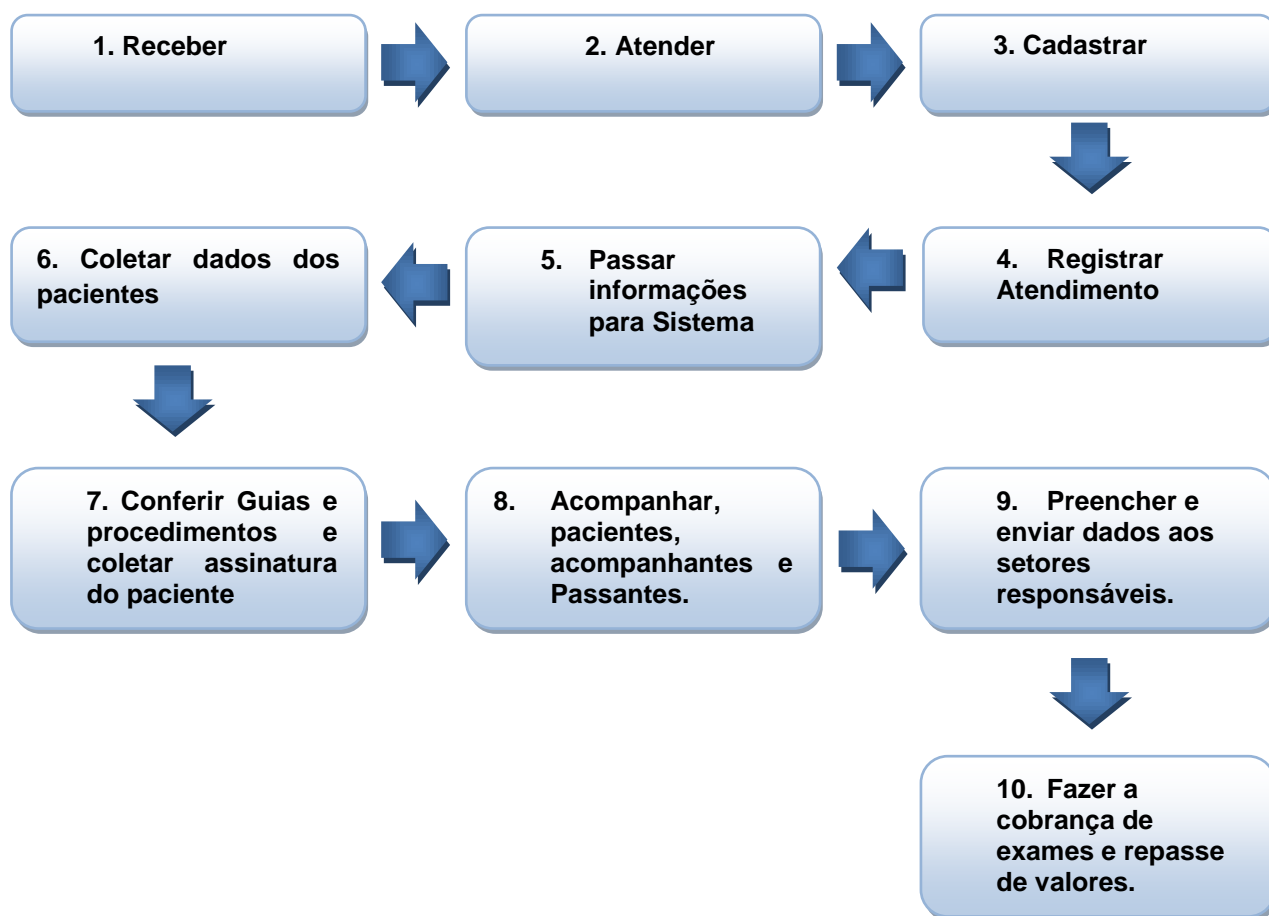 1. Receber
2. Atender
3. Cadastrar
4. Registrar
Atendimento
5. Passar
informações
para Sistema
6. Coletar dados dos
pacientes
7. Conferir Guias e
procedimentos e
coletar assinatura
do paciente
8. Acompanhar,
pacientes,
acompanhantes e
Passantes.
9. Preencher e
enviar dados aos
setores
responsáveis.
10. Fazer a
cobrança de
exames e repasse
de valores.